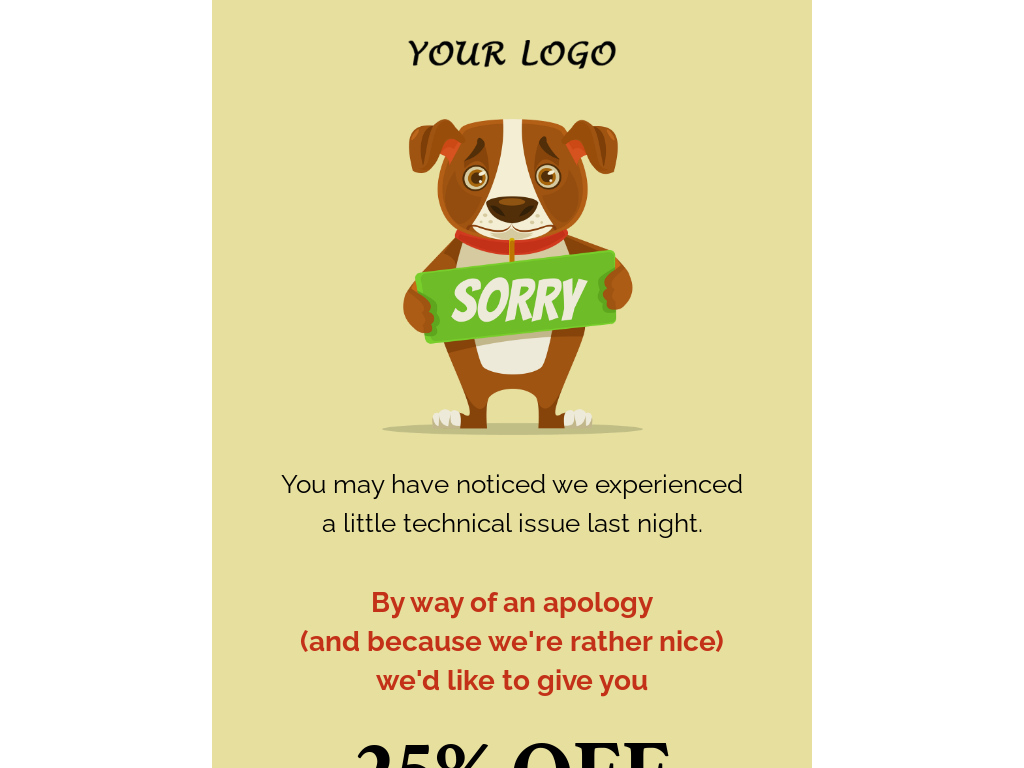 YOUR LOGO
SORRY
You may have noticed we experienced
a little technical issue last night.
By way of an apology
(and because we're rather nice)
we'd like to give you
25% OFF